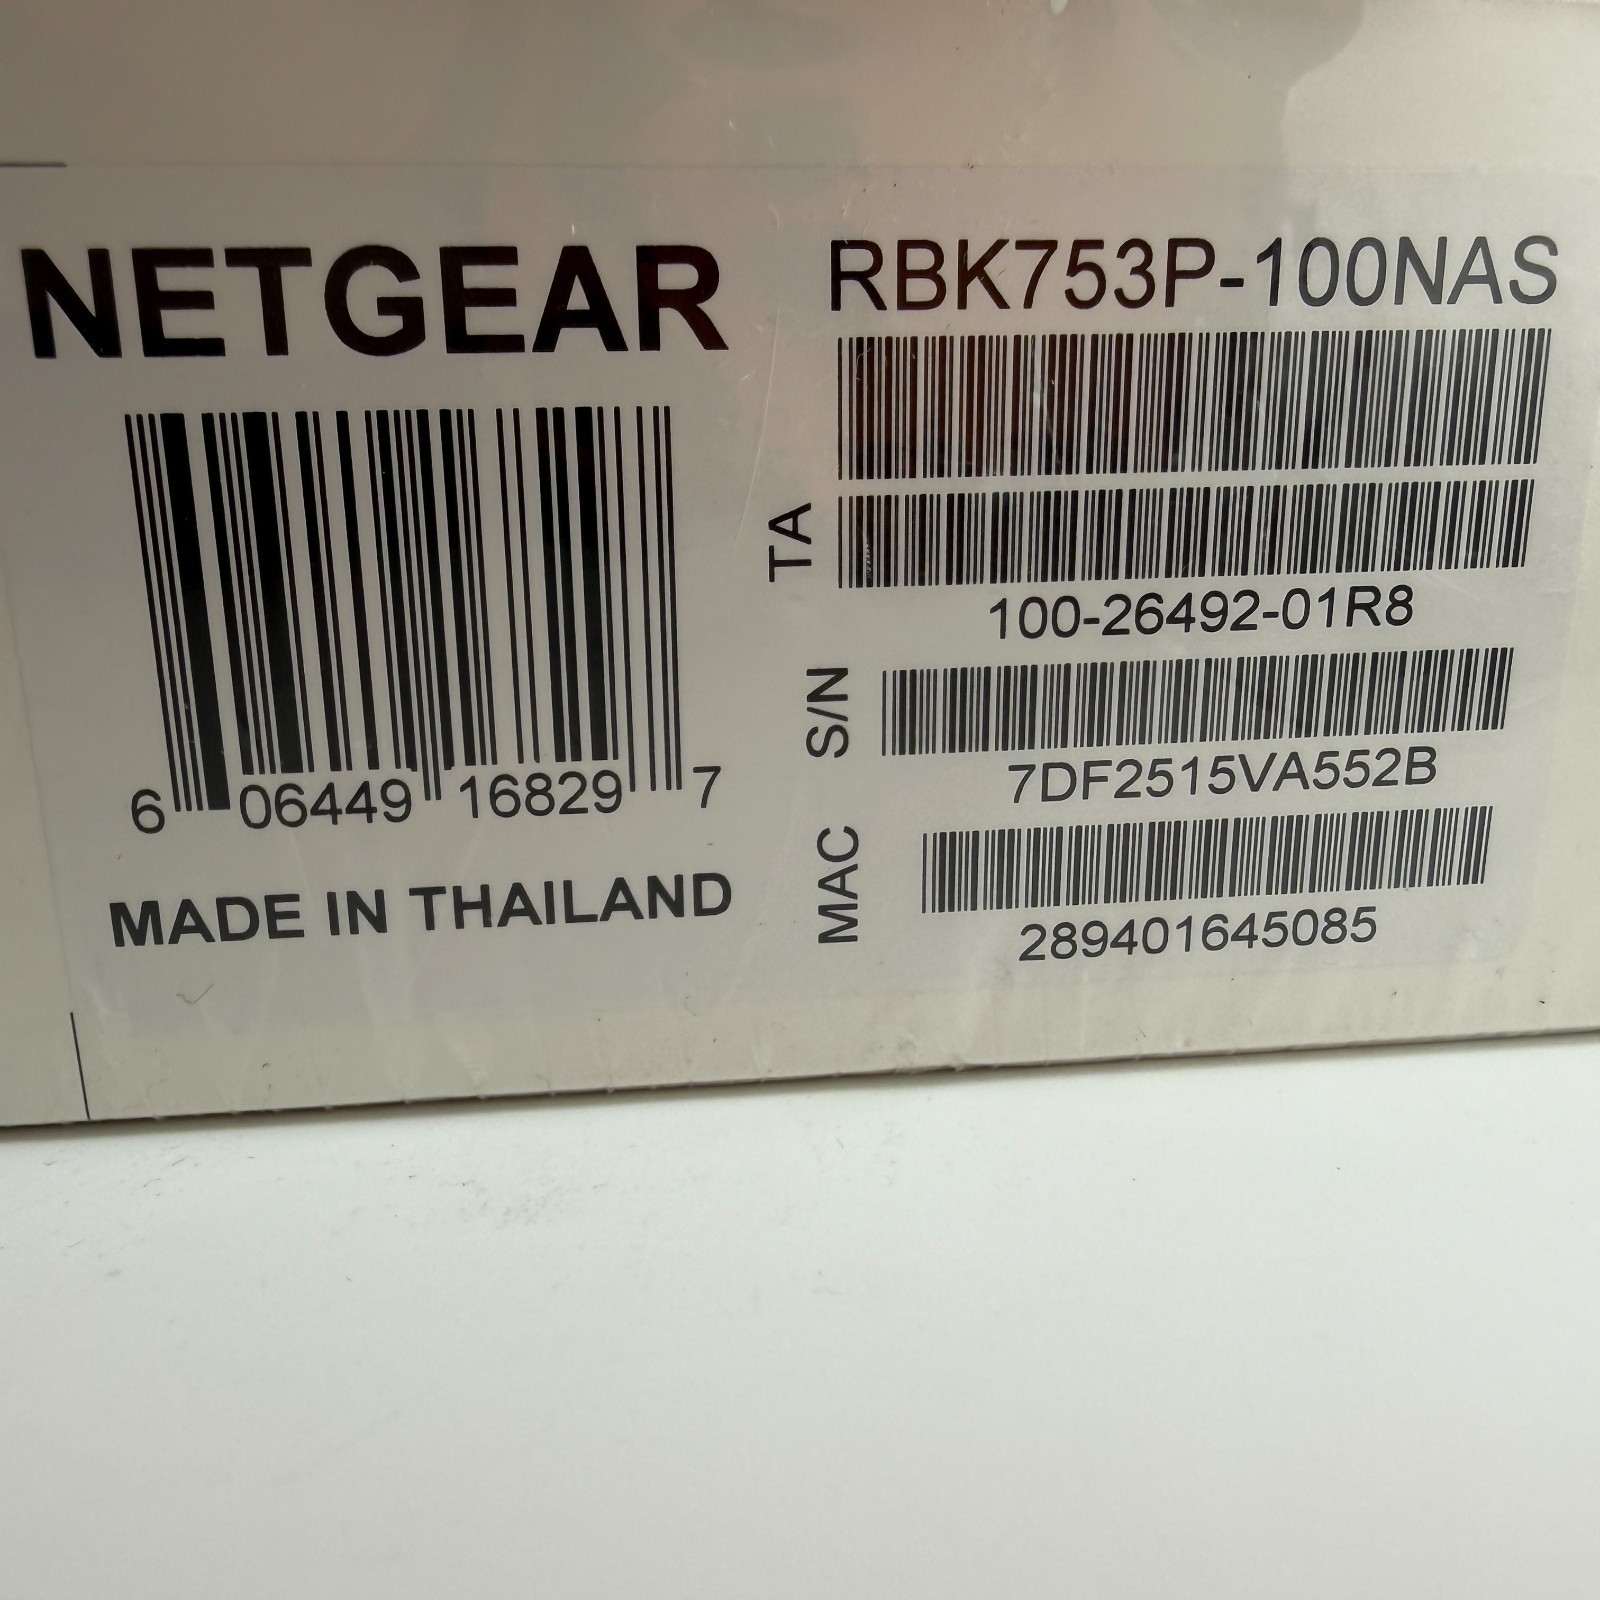 NETGEAR
6 06449 16829 7
MADE IN THAILAND
RBK753P-100NAS
TA
100-26492-01R8
S/N
7DF2515VA552B
MAC
289401645085